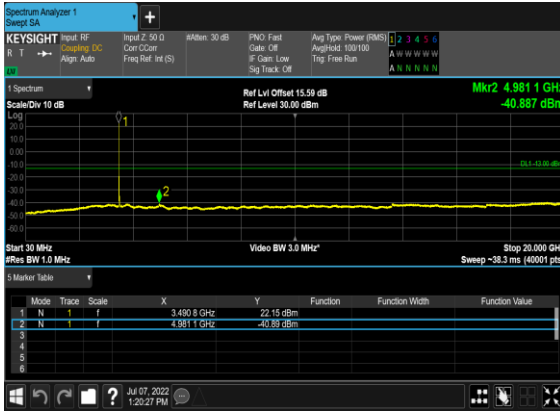 Spectrum Analyzer 1
Swept SA
KEYSIGHT Input: RF Input Z: 50 Ω #Atten: 30 dB PNO: Fast Avg Type: Power (RMS) 1 2 3 4 5 6
R T Coupling: DC Corr CCorr Gate: Off Avg|Hold: 100/100 A W W W W W
Align: Auto Freq Ref: Int (S) IF Gain: Low Trig: Free Run
Sig Track: Off A N N N N N
1 Spectrum Ref Lvl Offset 15.59 dB Mkr2 4.981 1 GHz
Scale/Div 10 dB Ref Level 30.00 dBm -40.887 dBm
Log
20.0
10.0
0.00
-10.0
DL1 -13.00 dBm
-20.0
-30.0
-40.0
-50.0
-60.0
1
2
Start 30 MHz Video BW 3.0 MHz* Stop 20.000 GH
#Res BW 1.0 MHz Sweep ~38.3 ms (40001 pts
5 Marker Table
Mode Trace Scale X Y Function Function Width Function Value
1 N 1 f 3.490 8 GHz 22.15 dBm
2 N 1 f 4.981 1 GHz -40.89 dBm
3
4
5
6
? Jul 07, 2022
1:20:27 PM